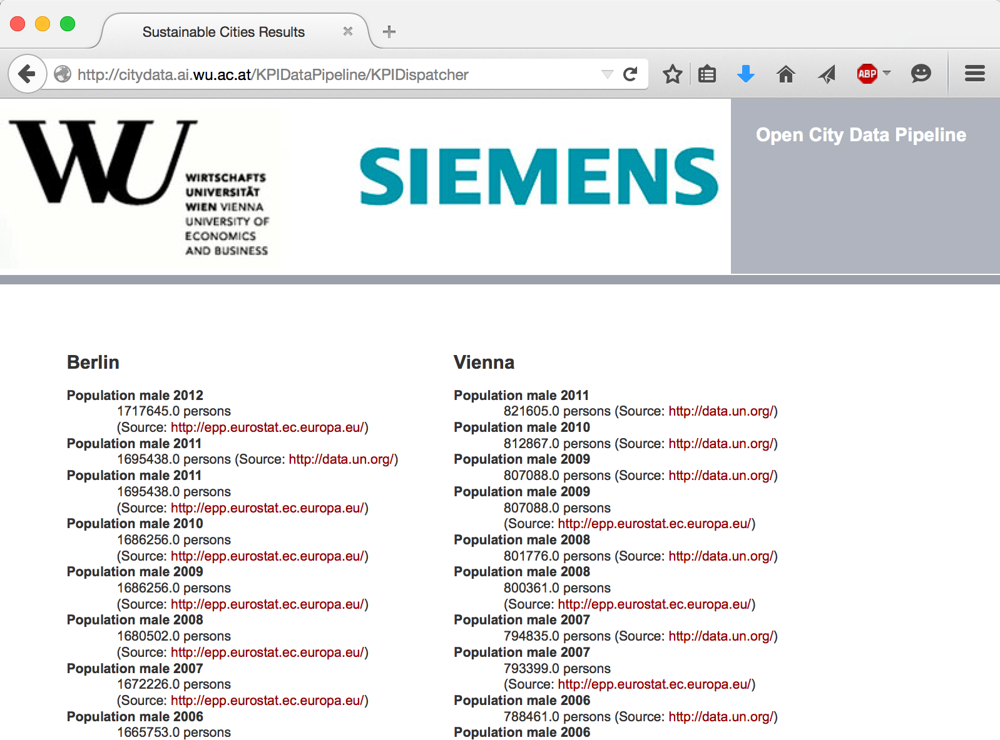 Sustainable Cities Results
http://citydata.ai.wu.ac.at/KPIDataPipeline/KPIDispatcher
ABP
WU
WIRTSCHAFTS
UNIVERSITÄT
WIEN VIENNA
UNIVERSITY OF
ECONOMICS
AND BUSINESS
SIEMENS
Open City Data Pipeline
Berlin
Population male 2012
1717645.0 persons
(Source: http://epp.eurostat.ec.europa.eu/)
Population male 2011
1695438.0 persons (Source: http://data.un.org/)
Population male 2011
1695438.0 persons
(Source: http://epp.eurostat.ec.europa.eu/)
Population male 2010
1686256.0 persons
(Source: http://epp.eurostat.ec.europa.eu/)
Population male 2009
1686256.0 persons
(Source: http://epp.eurostat.ec.europa.eu/)
Population male 2008
1680502.0 persons
(Source: http://epp.eurostat.ec.europa.eu/)
Population male 2007
1672226.0 persons
(Source: http://epp.eurostat.ec.europa.eu/)
Population male 2006
1665753.0 persons
Vienna
Population male 2011
821605.0 persons (Source: http://data.un.org/)
Population male 2010
812867.0 persons (Source: http://data.un.org/)
Population male 2009
807088.0 persons (Source: http://data.un.org/)
Population male 2009
807088.0 persons
(Source: http://epp.eurostat.ec.europa.eu/)
Population male 2008
801776.0 persons (Source: http://data.un.org/)
Population male 2008
800361.0 persons
(Source: http://epp.eurostat.ec.europa.eu/)
Population male 2007
794835.0 persons (Source: http://data.un.org/)
Population male 2007
793399.0 persons
(Source: http://epp.eurostat.ec.europa.eu/)
Population male 2006
788461.0 persons (Source: http://data.un.org/)
Population male 2006